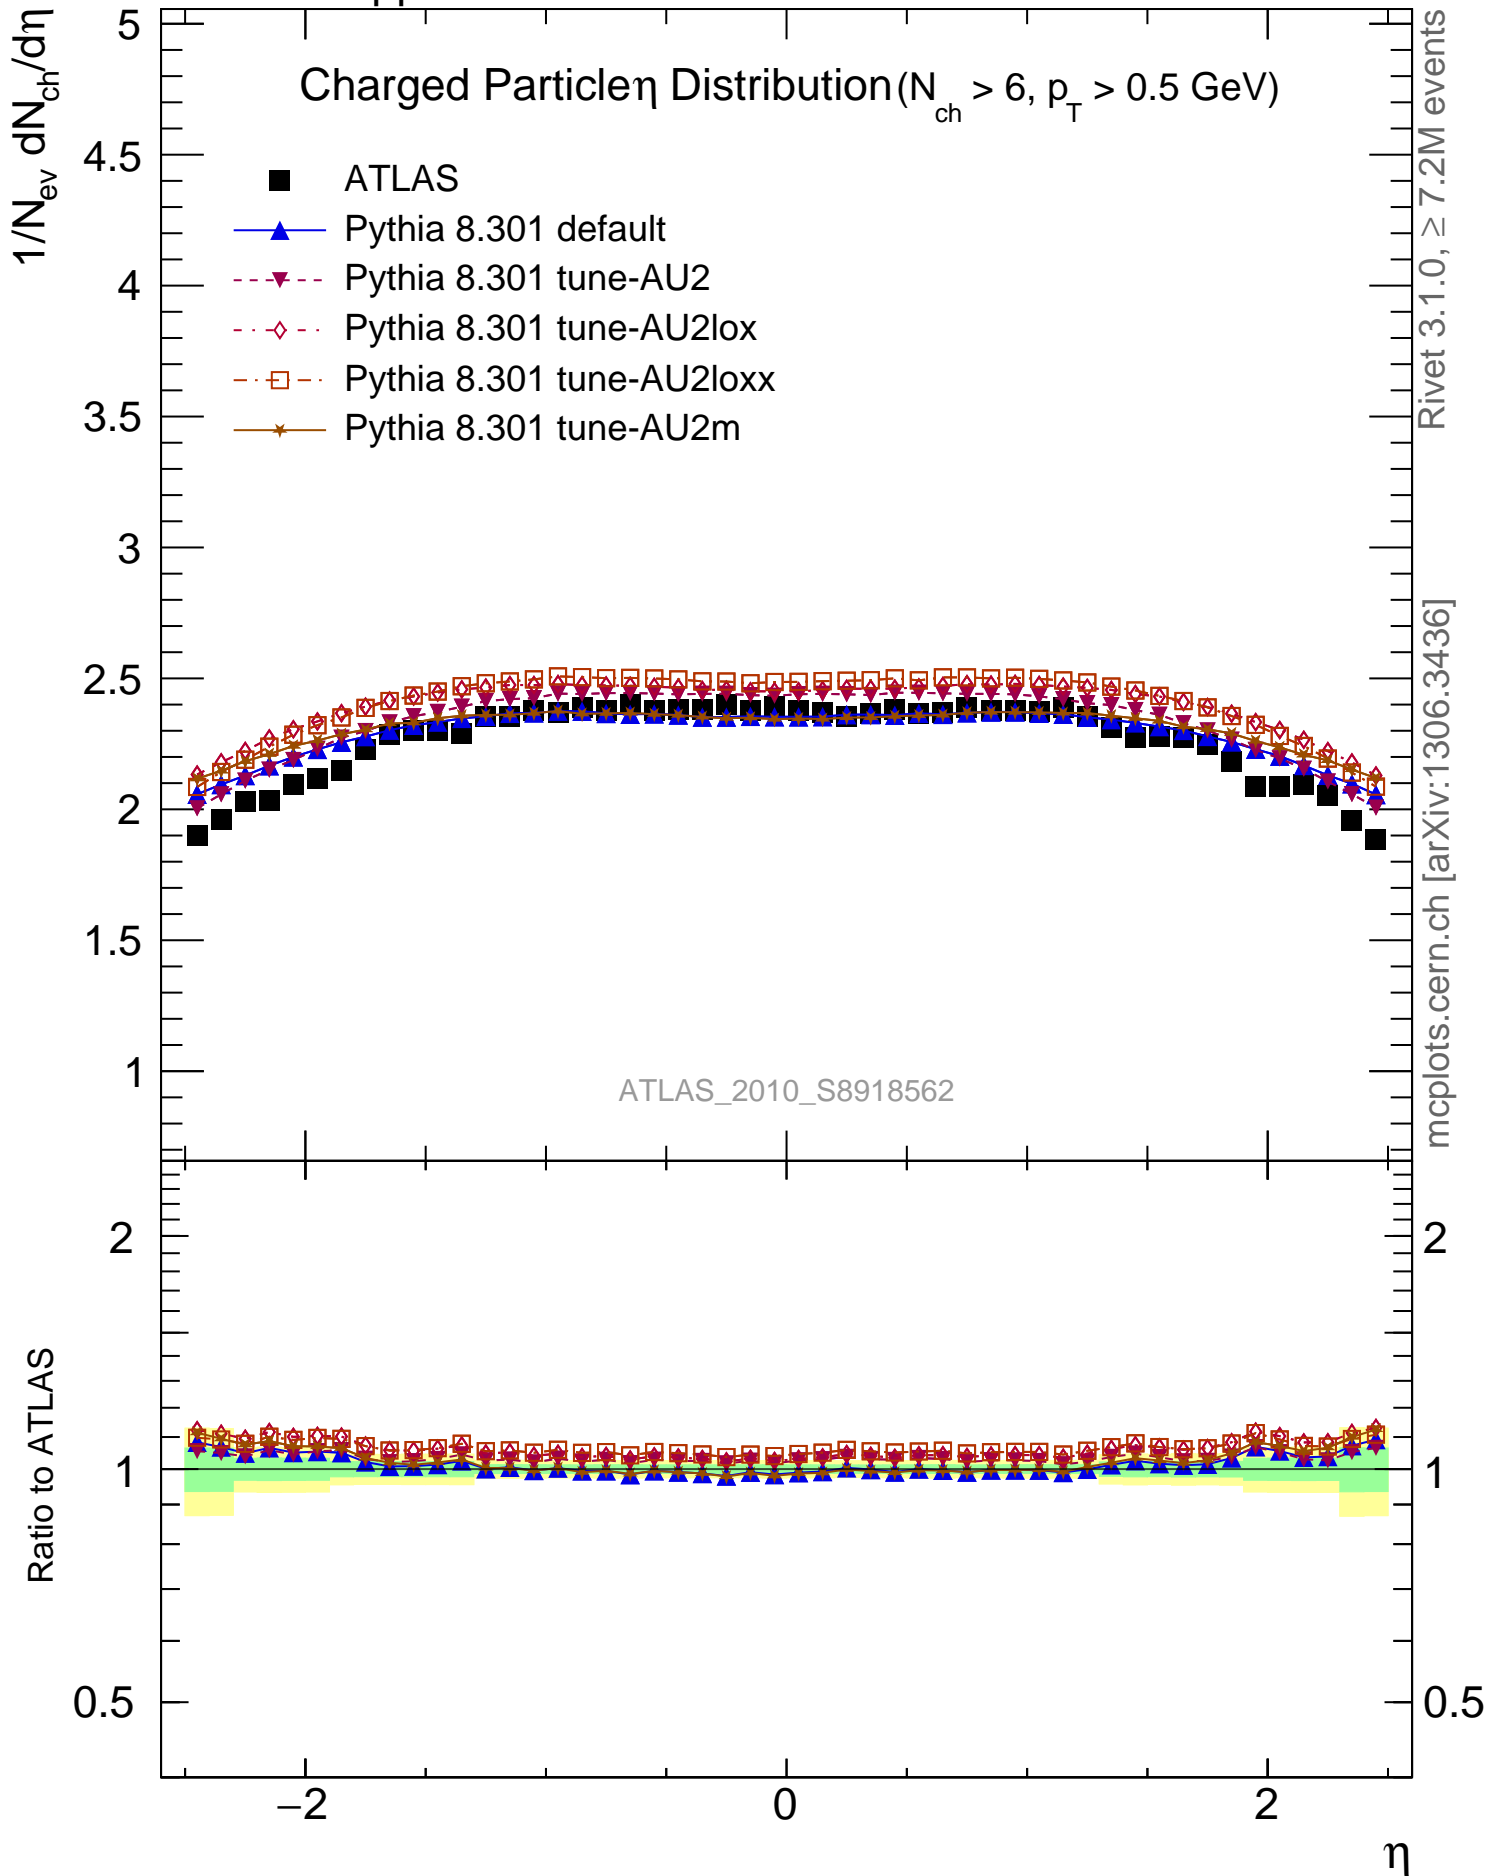 Charged Particleη Distribution (N_ch > 6, p_T > 0.5 GeV)
1/N_ev dN_ch/dη
ATLAS
Pythia 8.301 default
Pythia 8.301 tune-AU2
Pythia 8.301 tune-AU2lox
Pythia 8.301 tune-AU2loxx
Pythia 8.301 tune-AU2m
5
4.5
4
3.5
3
2.5
2
1.5
1
ATLAS_2010_S8918562
Rivet 3.1.0, ≥ 7.2M events
mcplots.cern.ch [arXiv:1306.3436]
Ratio to ATLAS
2
1
0.5
2
1
0.5
−2
0
2
η